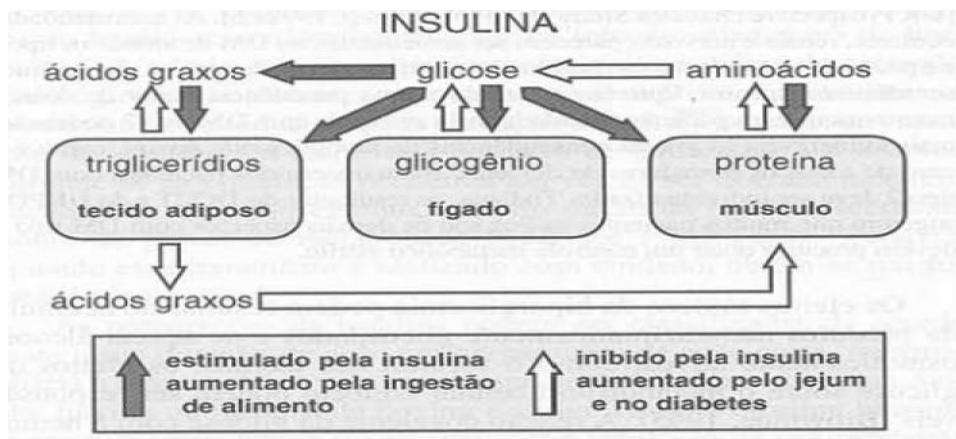 INSULINA
ácidos graxos glicose aminoácidos
triglicerídios glicogênio proteína
tecido adiposo fígado músculo
ácidos graxos
estimulado pela insulina
aumentado pela ingestão
de alimento
inibido pela insulina
aumentado pelo jejum
e no diabetes